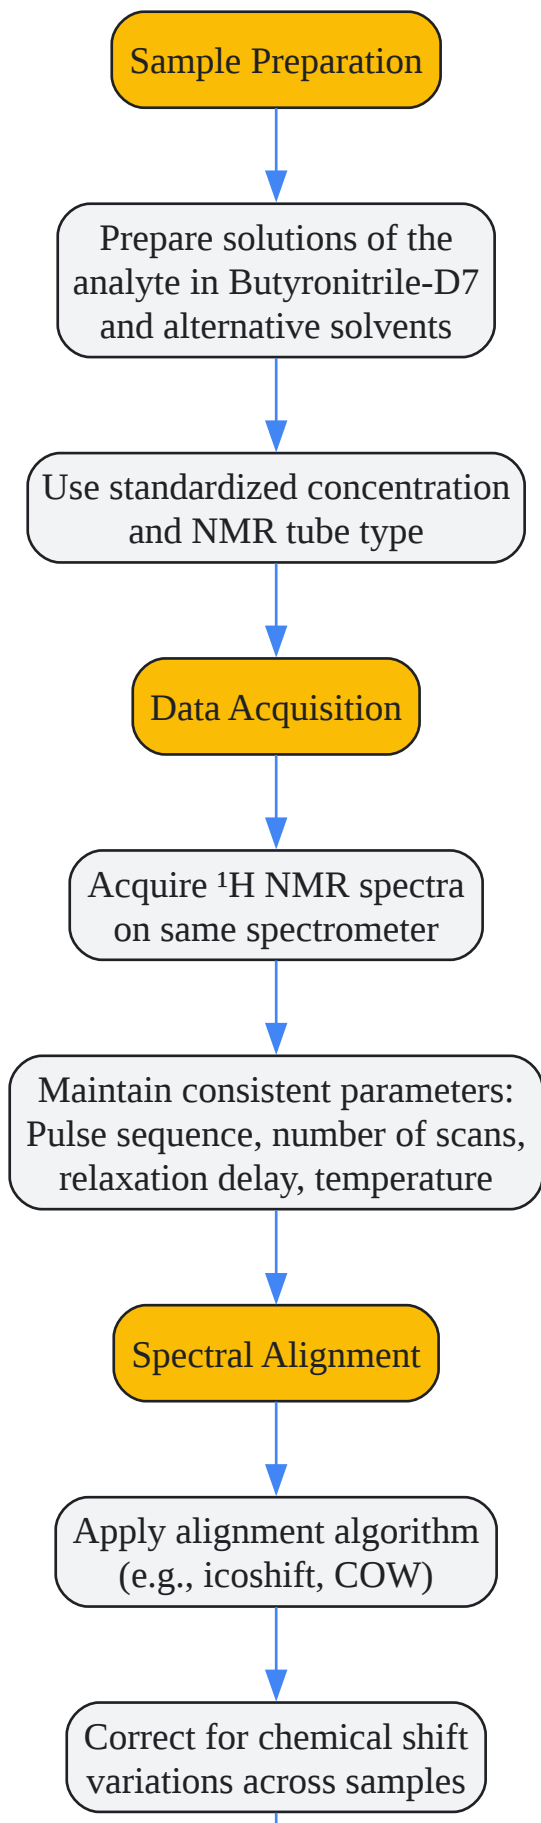 Sample Preparation
Prepare solutions of the
analyte in Butyronitrile-D7
and alternative solvents
Use standardized concentration
and NMR tube type
Data Acquisition
Acquire ¹H NMR spectra
on same spectrometer
Maintain consistent parameters:
Pulse sequence, number of scans,
relaxation delay, temperature
Spectral Alignment
Apply alignment algorithm
(e.g., icoshift, COW)
Correct for chemical shift
variations across samples